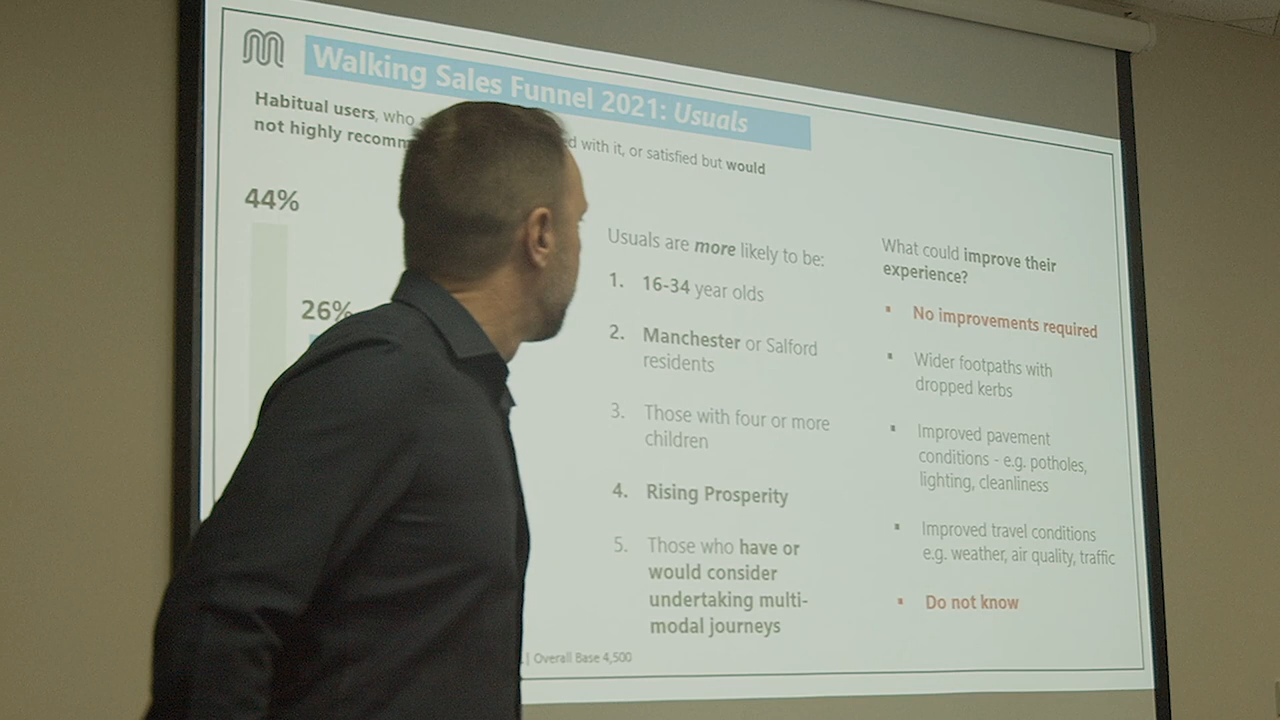 Walking Sales Funnel 2021: Usuals
Habitual users, who
not highly recomm ed with it, or satisfied but would
44%
26%
Usuals are more likely to be:
1. 16-34 year olds
2. Manchester or Salford
residents
3. Those with four or more
children
4. Rising Prosperity
5. Those who have or
would consider
undertaking multi-
modal journeys
What could improve their
experience?
▪ No improvements required
▪ Wider footpaths with
dropped kerbs
▪ Improved pavement
conditions - e.g. potholes,
lighting, cleanliness
▪ Improved travel conditions
e.g. weather, air quality, traffic
▪ Do not know
| Overall Base 4,500